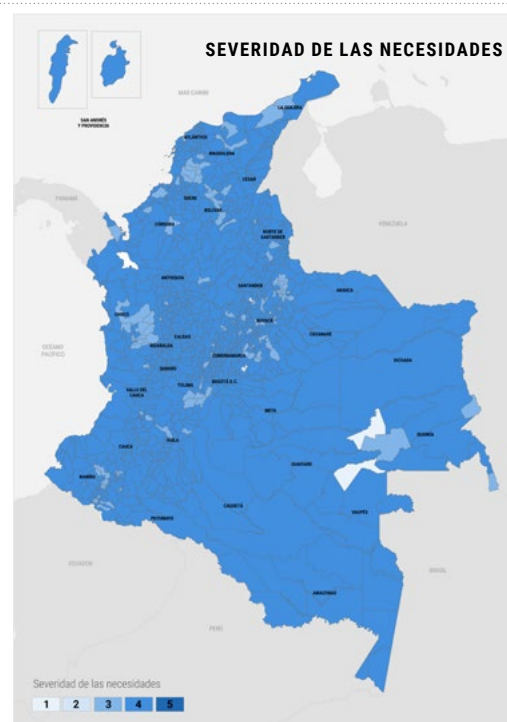 SEVERIDAD DE LAS NECESIDADES
SAN ANDRÉS
Y PROVIDENCIA
MAR CARIBE
LA GUAJIRA
ATLÁNTICO
MAGDALENA
CESAR
SUCRE
BOLÍVAR
PANAMÁ
CÓRDOBA
NORTE DE
SANTANDER
VENEZUELA
ANTIOQUIA
SANTANDER
ARAUCA
CHOCÓ
BOYACÁ
CASANARE
OCEANO
PACÍFICO
CALDAS
RISARALDA
CUNDINAMARCA
VICHADA
QUINDÍO
BOGOTÁ D.C.
TOLIMA
VALLE DEL
CAUCA
META
GUAINÍA
CAUCA
HUILA
GUAVIARE
NARIÑO
CAQUETÁ
VAUPÉS
PUTUMAYO
ECUADOR
BRASIL
AMAZONAS
PERÚ
Severidad de las necesidades
1 2 3 4 5